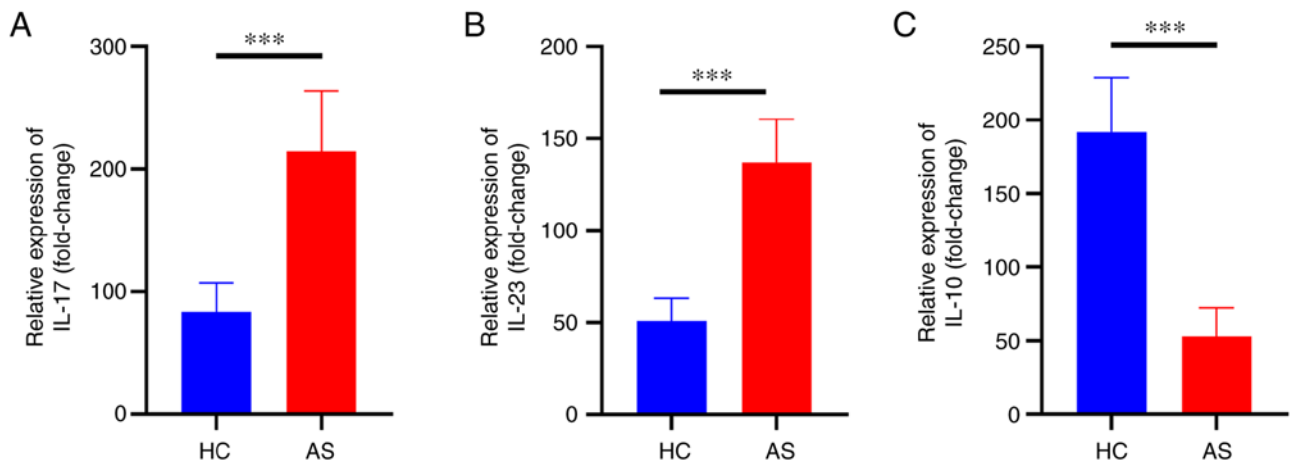 A
Relative expression of
IL-17 (fold-change)
300
200
100
0
***
HC
AS
B
Relative expression of
IL-23 (fold-change)
200
150
100
50
0
***
HC
AS
C
Relative expression of
IL-10 (fold-change)
250
200
150
100
50
0
***
HC
AS